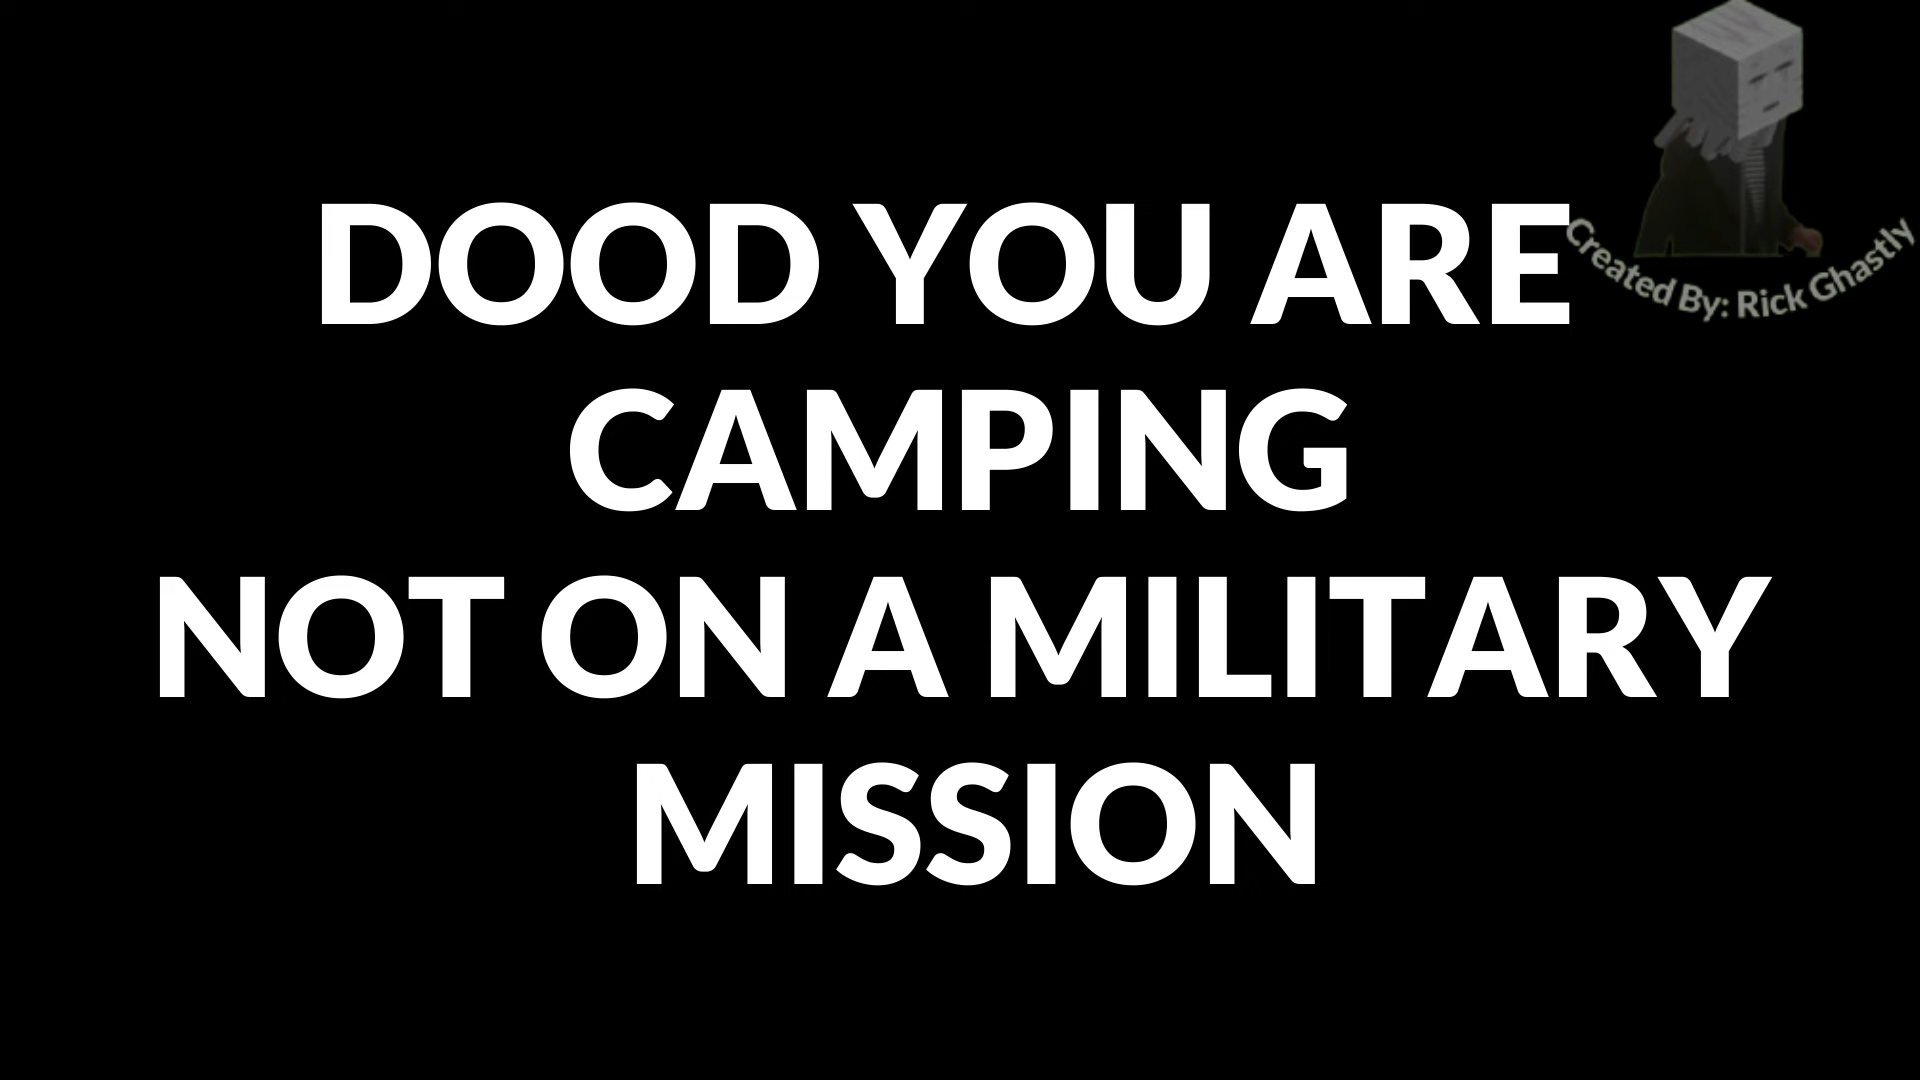 DOOD YOU ARE
CAMPING
NOT ON A MILITARY
MISSION
Created By: Rick Ghastly